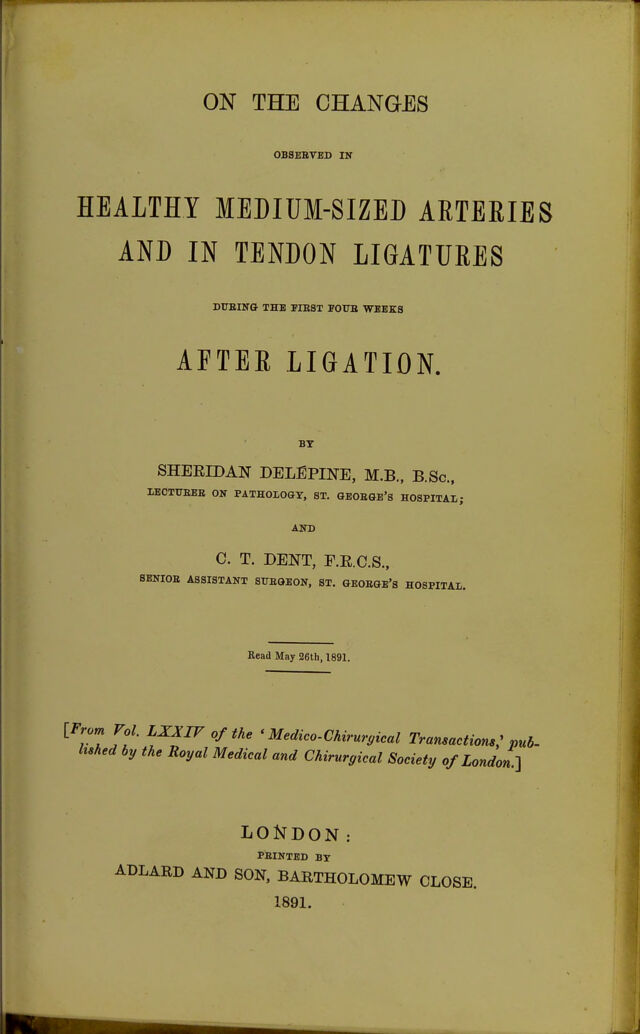 ON THE CHANGES
OBSERVED IN
HEALTHY MEDIUM-SIZED ARTERIES
AND IN TENDON LIGATURES
DURING THE FIRST FOUR WEEKS
AFTER LIGATION.
BY
SHERIDAN DELÉPINE, M.B., B.Sc.,
LECTURER ON PATHOLOGY, ST. GEORGE'S HOSPITAL;
AND
C. T. DENT, F.R.C.S.,
SENIOR ASSISTANT SURGEON, ST. GEORGE'S HOSPITAL.
Read May 26th, 1891.
[From Vol. LXXIV of the ‘Medico-Chirurgical Transactions,’ pub-
lished by the Royal Medical and Chirurgical Society of London.]
LONDON:
PRINTED BY
ADLARD AND SON, BARTHOLOMEW CLOSE.
1891.